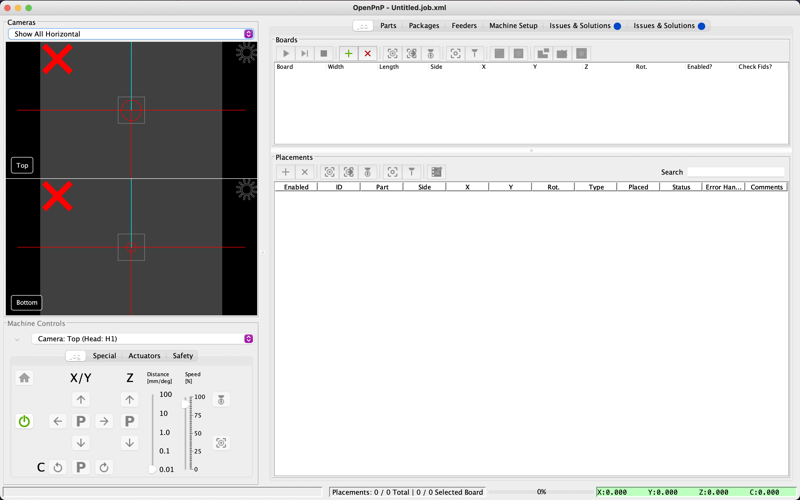 OpenPnP - Untitled.job.xml
Cameras
Show All Horizontal
Top
Bottom
Machine Controls
Camera: Top (Head: H1)
... Special Actuators Safety
X/Y Z Distance [mm/deg] Speed [%]
100 100
10 75
1.0 50
0.1 25
0.01 0
P P
C P
... Parts Packages Feeders Machine Setup Issues & Solutions Issues & Solutions
Boards
Board Width Length Side X Y Z Rot. Enabled? Check Fids?
Placements
Search
Enabled ID Part Side X Y Rot. Type Placed Status Error Han... Comments
Placements: 0 / 0 Total | 0 / 0 Selected Board 0% X:0.000 Y:0.000 Z:0.000 C:0.000